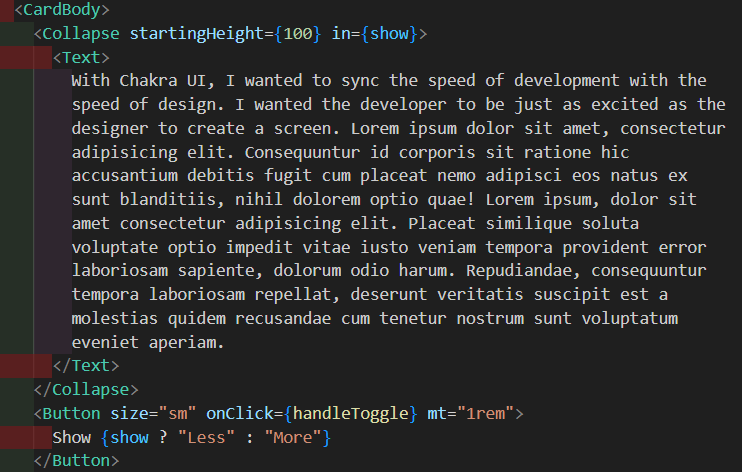 <CardBody>
<Collapse startingHeight={100} in={show}>
<Text>
With Chakra UI, I wanted to sync the speed of development with the
speed of design. I wanted the developer to be just as excited as the
designer to create a screen. Lorem ipsum dolor sit amet, consectetur
adipisicing elit. Consequuntur id corporis sit ratione hic
accusantium debitis fugit cum placeat nemo adipisci eos natus ex
sunt blanditiis, nihil dolorem optio quae! Lorem ipsum, dolor sit
amet consectetur adipisicing elit. Placeat similique soluta
voluptate optio impedit vitae iusto veniam tempora provident error
laboriosam sapiente, dolorum odio harum. Repudiandae, consequuntur
tempora laboriosam repellat, deserunt veritatis suscipit est a
molestias quidem recusandae cum tenetur nostrum sunt voluptatum
eveniet aperiam.
</Text>
</Collapse>
<Button size="sm" onClick={handleToggle} mt="1rem">
Show {show ? "Less" : "More"}
</Button>